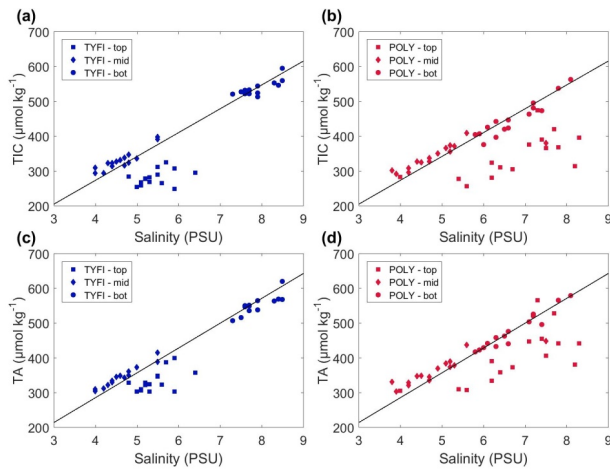 (a)
700
600
500
400
300
200
TIC (μmol kg⁻¹)
TYFI - top
TYFI - mid
TYFI - bot
3 4 5 6 7 8 9
Salinity (PSU)
(b)
700
600
500
400
300
200
TIC (μmol kg⁻¹)
POLY - top
POLY - mid
POLY - bot
3 4 5 6 7 8 9
Salinity (PSU)
(c)
700
600
500
400
300
200
TA (μmol kg⁻¹)
TYFI - top
TYFI - mid
TYFI - bot
3 4 5 6 7 8 9
Salinity (PSU)
(d)
700
600
500
400
300
200
TA (μmol kg⁻¹)
POLY - top
POLY - mid
POLY - bot
3 4 5 6 7 8 9
Salinity (PSU)